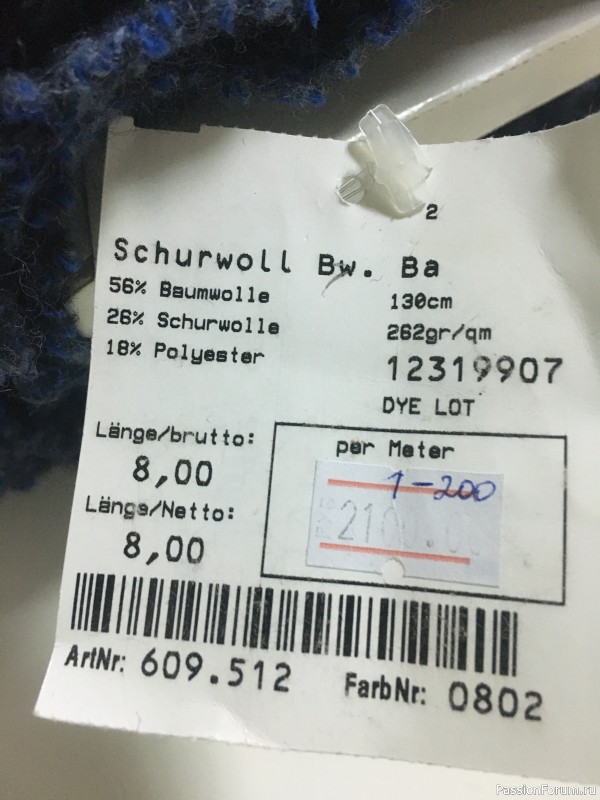 2
Schurwoll Bw. Ba
56% Baumwolle 130cm
26% Schurwolle 262gr/qm
18% Polyester 12319907
DYE LOT
Länge/brutto: per Meter
8,00 1-200
Länge/Netto:
8,00
ArtNr: 609.512 FarbNr: 0802
PassionForum.ru